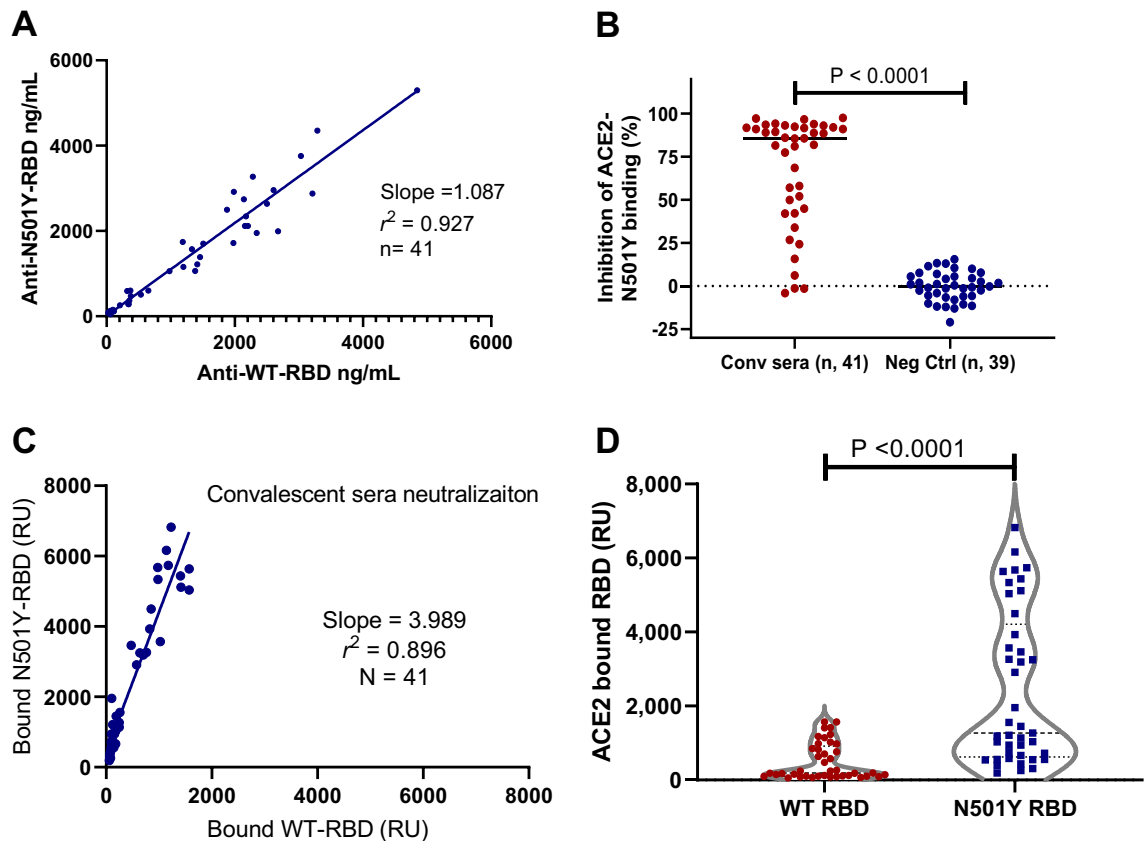 A
6000
4000
2000
0
Anti-N501Y-RBD ng/mL
Slope =1.087
r² = 0.927
n= 41
0 2000 4000 6000
Anti-WT-RBD ng/mL
B
P < 0.0001
100
75
50
25
0
-25
Inhibition of ACE2-
N501Y binding (%)
Conv sera (n, 41) Neg Ctrl (n, 39)
C
Convalescent sera neutralizaiton
8000
6000
4000
2000
0
Bound N501Y-RBD (RU)
Slope = 3.989
r² = 0.896
N = 41
0 2000 4000 6000 8000
Bound WT-RBD (RU)
D
P <0.0001
8,000
6,000
4,000
2,000
0
ACE2 bound RBD (RU)
WT RBD N501Y RBD